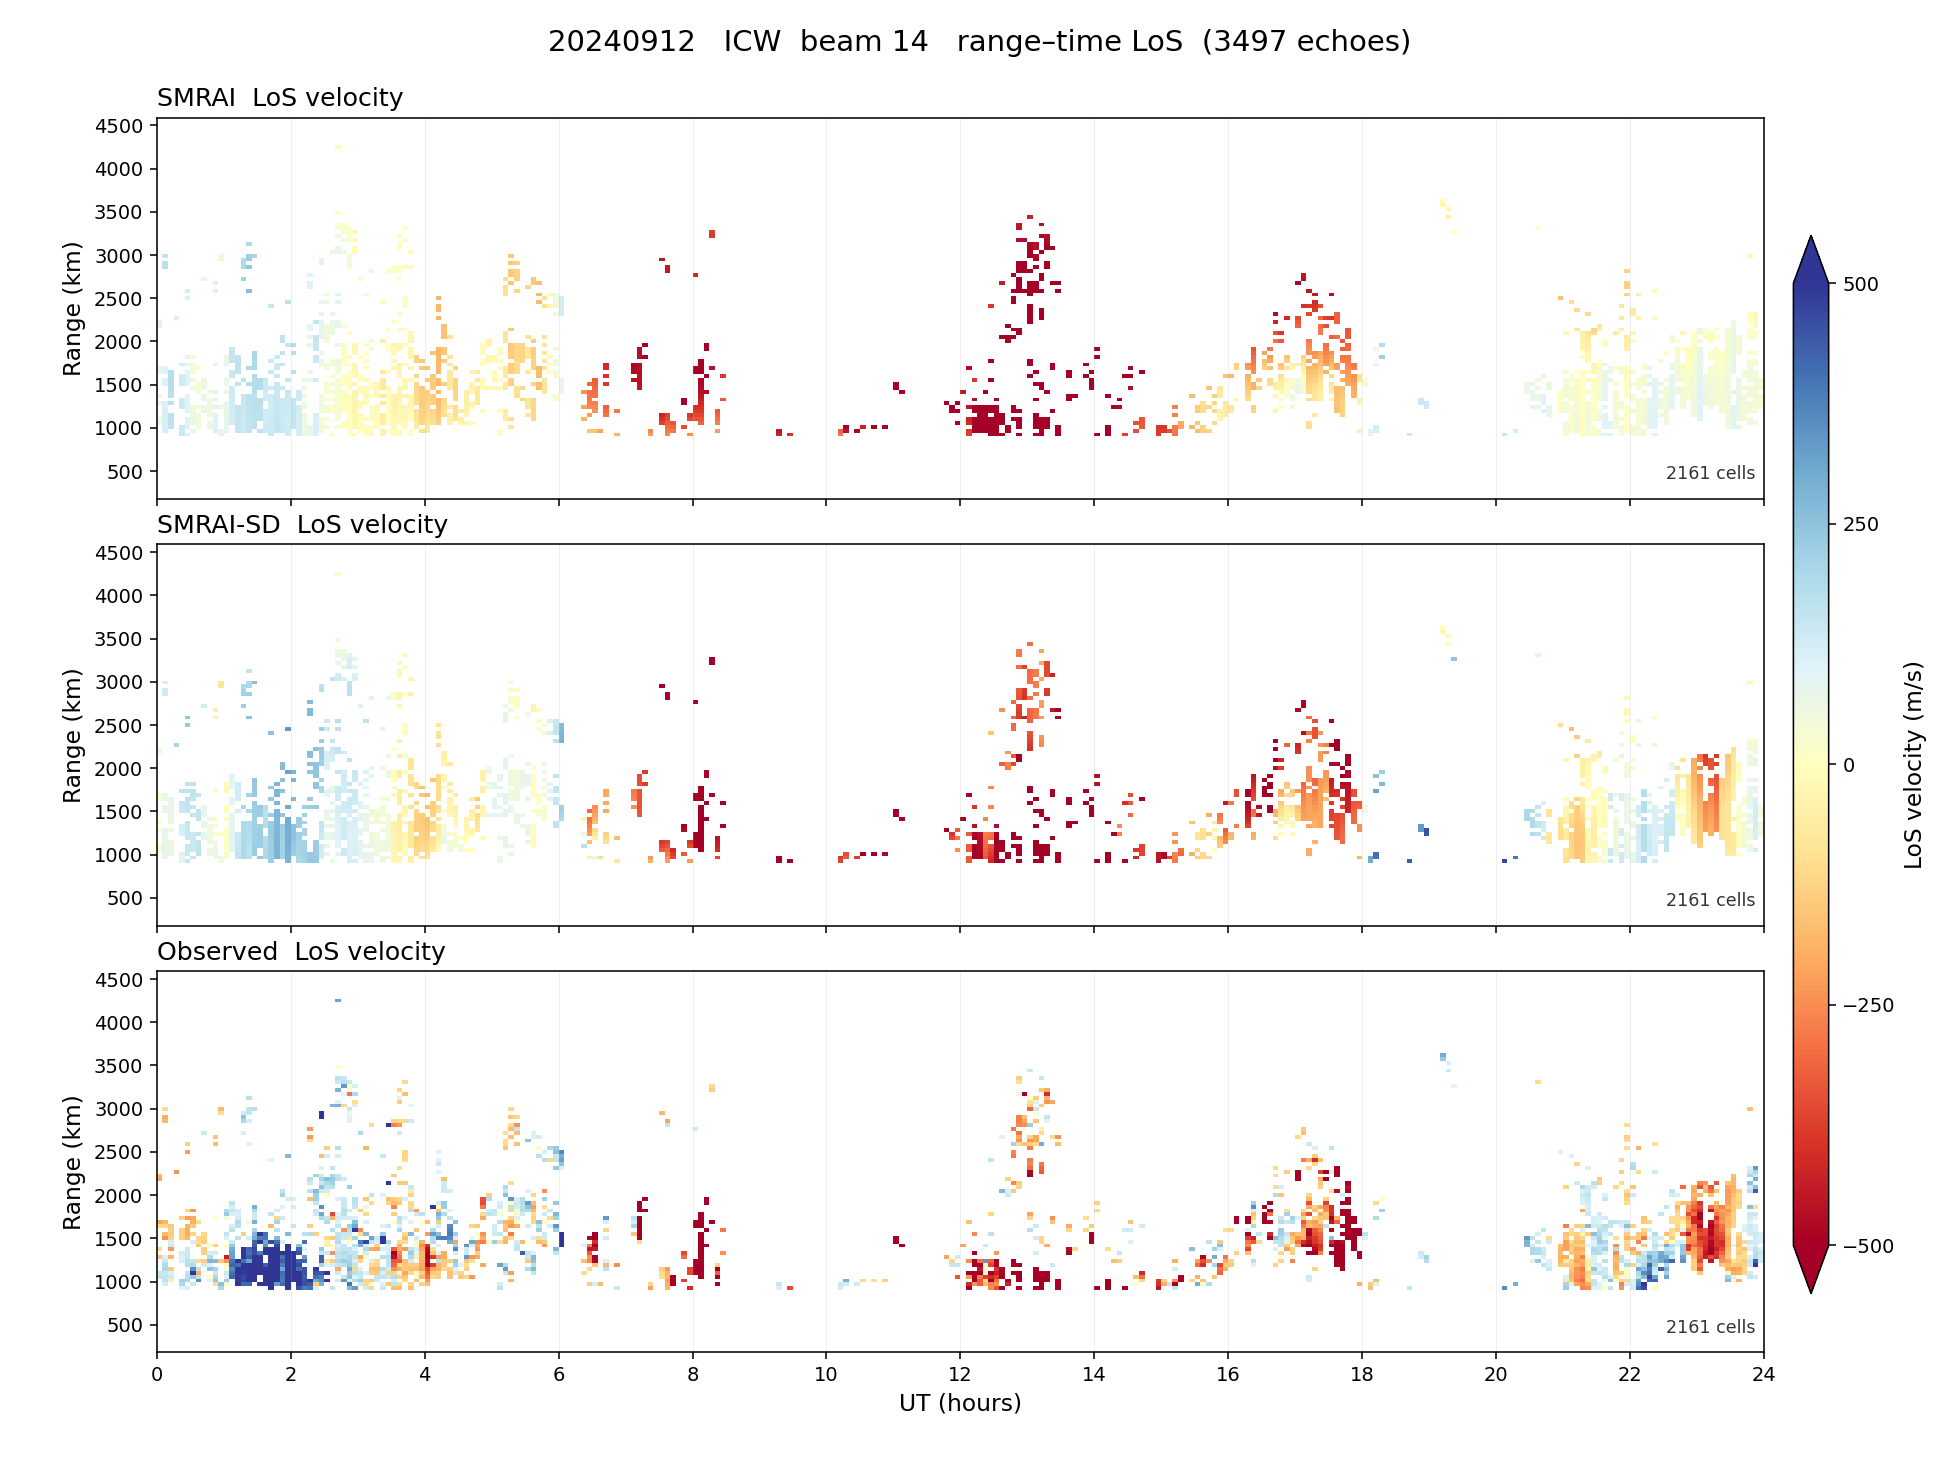 20240912   ICW  beam 14   range–time LoS  (3497 echoes)
SMRAI  LoS velocity
4500
4000
3500
3000
2500
2000
1500
1000
500
Range (km)
2161 cells
SMRAI-SD  LoS velocity
4500
4000
3500
3000
2500
2000
1500
1000
500
Range (km)
2161 cells
Observed  LoS velocity
4500
4000
3500
3000
2500
2000
1500
1000
500
Range (km)
2161 cells
0 2 4 6 8 10 12 14 16 18 20 22 24
UT (hours)
500
250
0
−250
−500
LoS velocity (m/s)